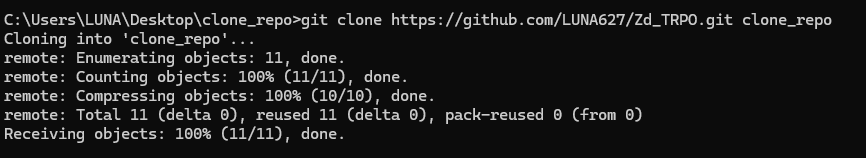 C:\Users\LUNA\Desktop\clone_repo>git clone https://github.com/LUNA627/Zd_TRPO.git clone_repo
Cloning into 'clone_repo'...
remote: Enumerating objects: 11, done.
remote: Counting objects: 100% (11/11), done.
remote: Compressing objects: 100% (10/10), done.
remote: Total 11 (delta 0), reused 11 (delta 0), pack-reused 0 (from 0)
Receiving objects: 100% (11/11), done.